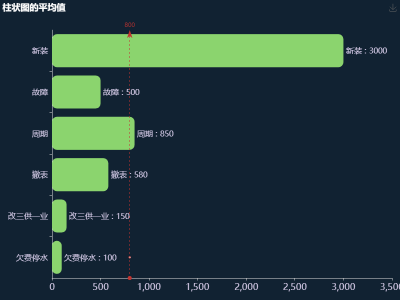 柱状图的平均值
800
新装
新装 : 3000
故障
故障 : 500
周期
周期 : 850
撤表
撤表 : 580
改三供一业
改三供一业 : 150
欠费停水
欠费停水 : 100
0 500 1,000 1,500 2,000 2,500 3,000 3,500